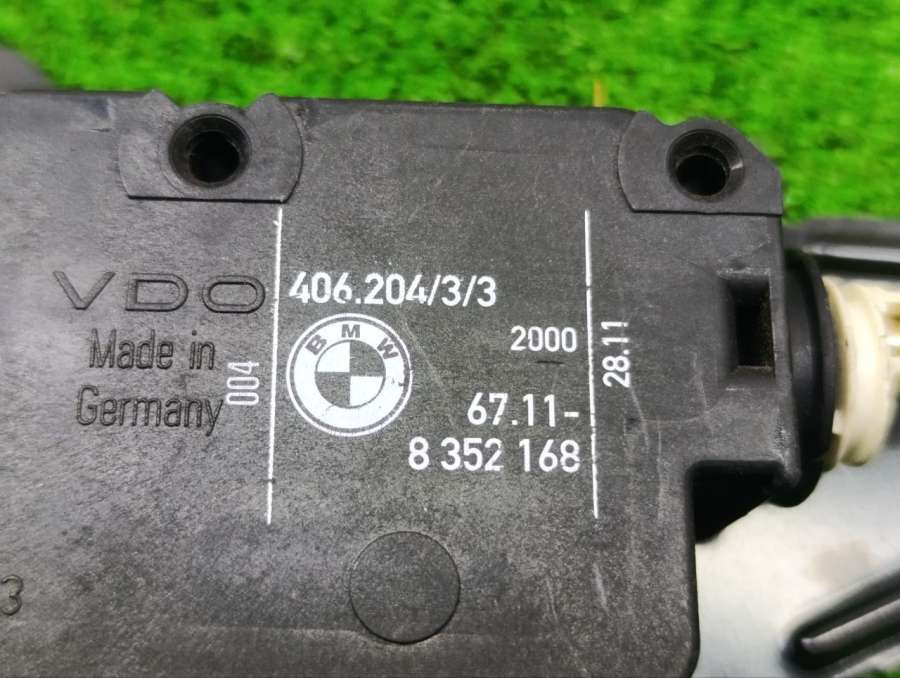 VDO
Made in
Germany
004
406.204/3/3
BMW
2000
67.11-
8 352 168
28.11
3